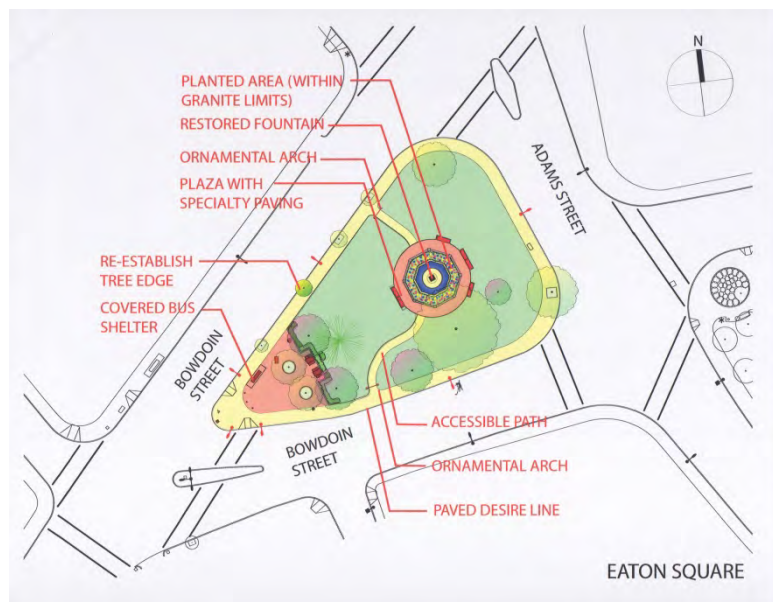 N
PLANTED AREA (WITHIN
GRANITE LIMITS)
RESTORED FOUNTAIN
ORNAMENTAL ARCH
PLAZA WITH
SPECIALTY PAVING
RE-ESTABLISH
TREE EDGE
COVERED BUS
SHELTER
ADAMS STREET
BOWDOIN
STREET
BOWDOIN
STREET
ACCESSIBLE PATH
ORNAMENTAL ARCH
PAVED DESIRE LINE
EATON SQUARE